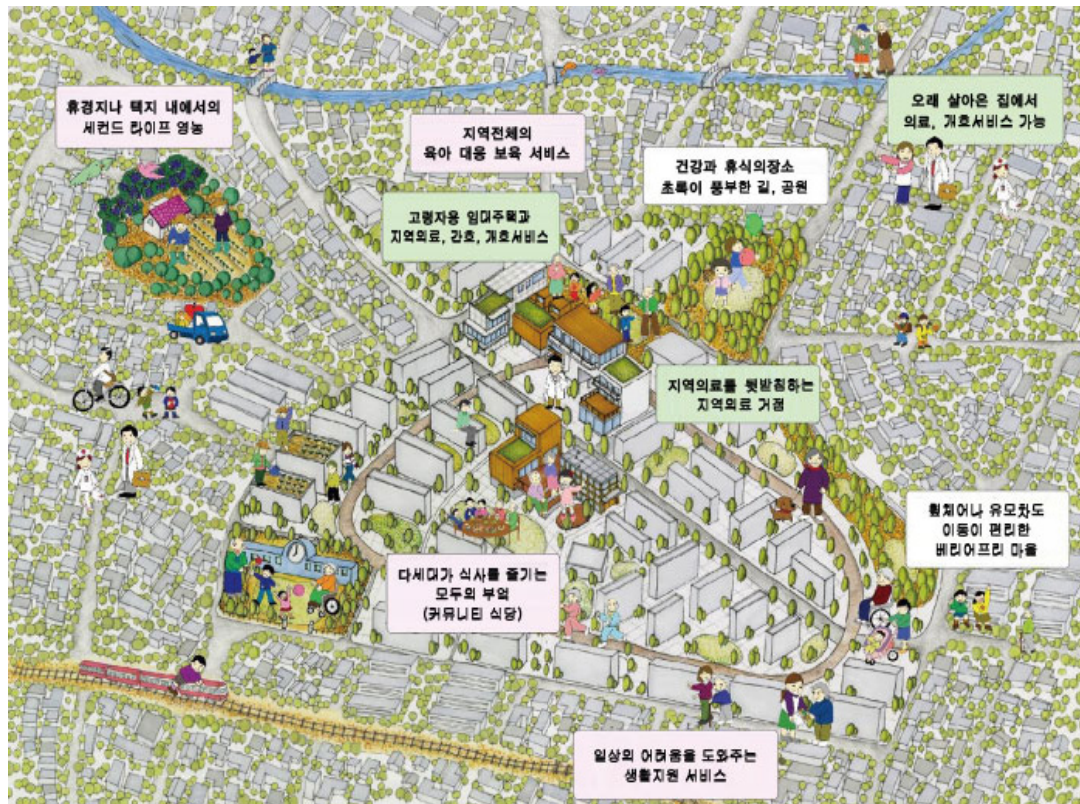 휴경지나 택지 내에서의
세컨드 라이프 영농
지역전체의
육아 대응 보육 서비스
오래 살아온 집에서
의료, 개호서비스 가능
건강과 휴식의장소
초록이 풍부한 길, 공원
고령자용 임대주택과
지역의료, 간호, 개호서비스
지역의료를 뒷받침하는
지역의료 거점
휠체어나 유모차도
이동이 편리한
베리어프리 마을
다세대가 식사를 즐기는
모두의 부엌
(커뮤니티 식당)
일상의 어려움을 도와주는
생활지원 서비스